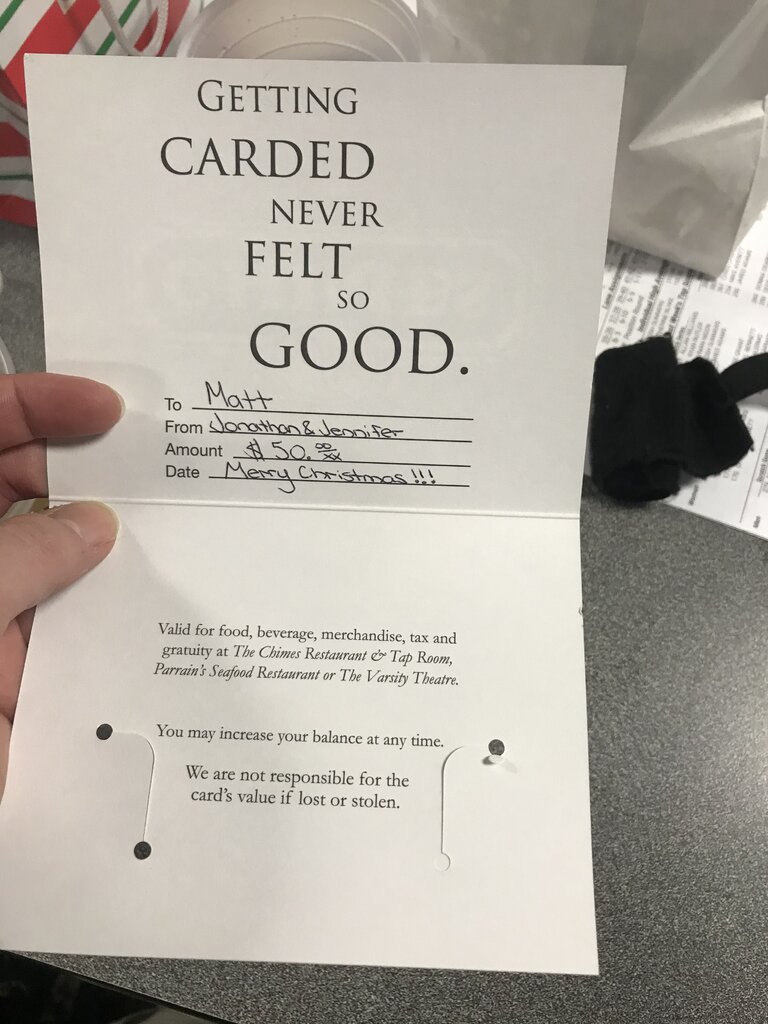 GETTING
CARDED
NEVER
FELT
SO
GOOD.
To Matt
From Jonathan & Jennifer
Amount $50.00/xx
Date Merry Christmas!!!
Valid for food, beverage, merchandise, tax and
gratuity at The Chimes Restaurant & Tap Room,
Parrain's Seafood Restaurant or The Varsity Theatre.
You may increase your balance at any time.
We are not responsible for the
card's value if lost or stolen.